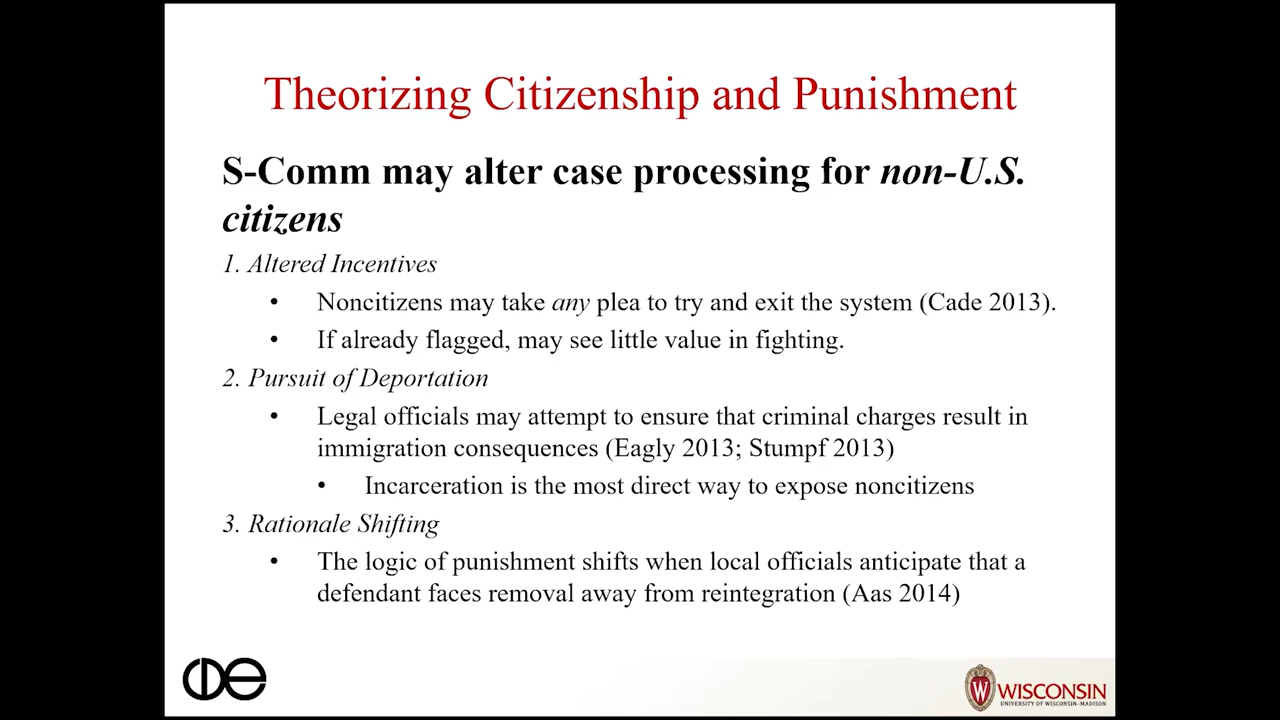 Theorizing Citizenship and Punishment
S-Comm may alter case processing for non-U.S.
citizens
1. Altered Incentives
• Noncitizens may take any plea to try and exit the system (Cade 2013).
• If already flagged, may see little value in fighting.
2. Pursuit of Deportation
• Legal officials may attempt to ensure that criminal charges result in
immigration consequences (Eagly 2013; Stumpf 2013)
• Incarceration is the most direct way to expose noncitizens
3. Rationale Shifting
• The logic of punishment shifts when local officials anticipate that a
defendant faces removal away from reintegration (Aas 2014)
cde
W WISCONSIN
UNIVERSITY OF WISCONSIN-MADISON